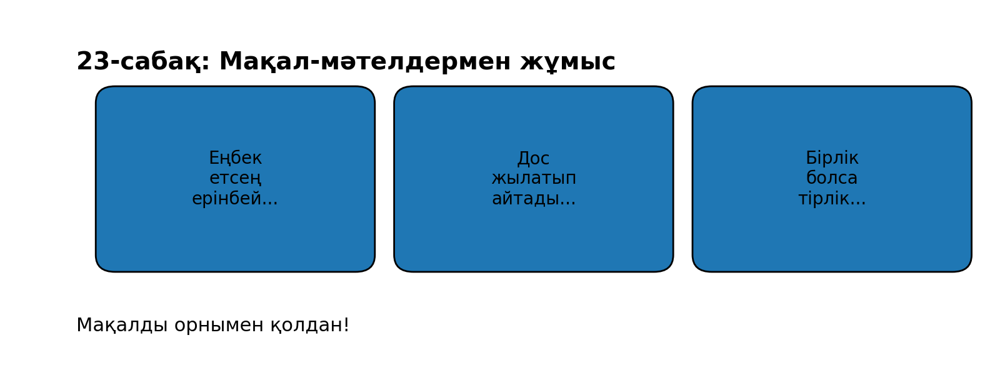 23-сабақ: Мақал-мәтелдермен жұмыс
Еңбек
етсең
ерінбей...
Дос
жылатып
айтады...
Бірлік
болса
тірлік...
Мақалды орнымен қолдан!